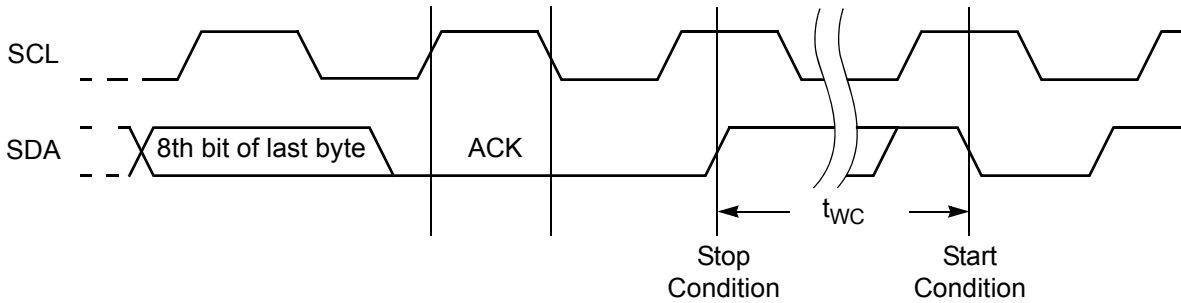 SCL
SDA
8th bit of last byte
ACK
tWC
Stop
Condition
Start
Condition